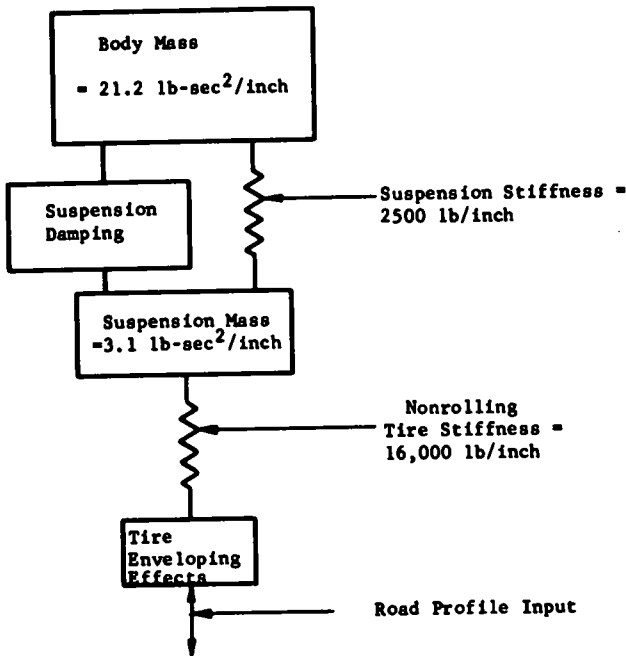 Body Mass
= 21.2 lb-sec²/inch
Suspension
Damping
Suspension Stiffness =
2500 lb/inch
Suspension Mass
=3.1 lb-sec²/inch
Nonrolling
Tire Stiffness =
16,000 lb/inch
Tire
Enveloping
Effects
Road Profile Input